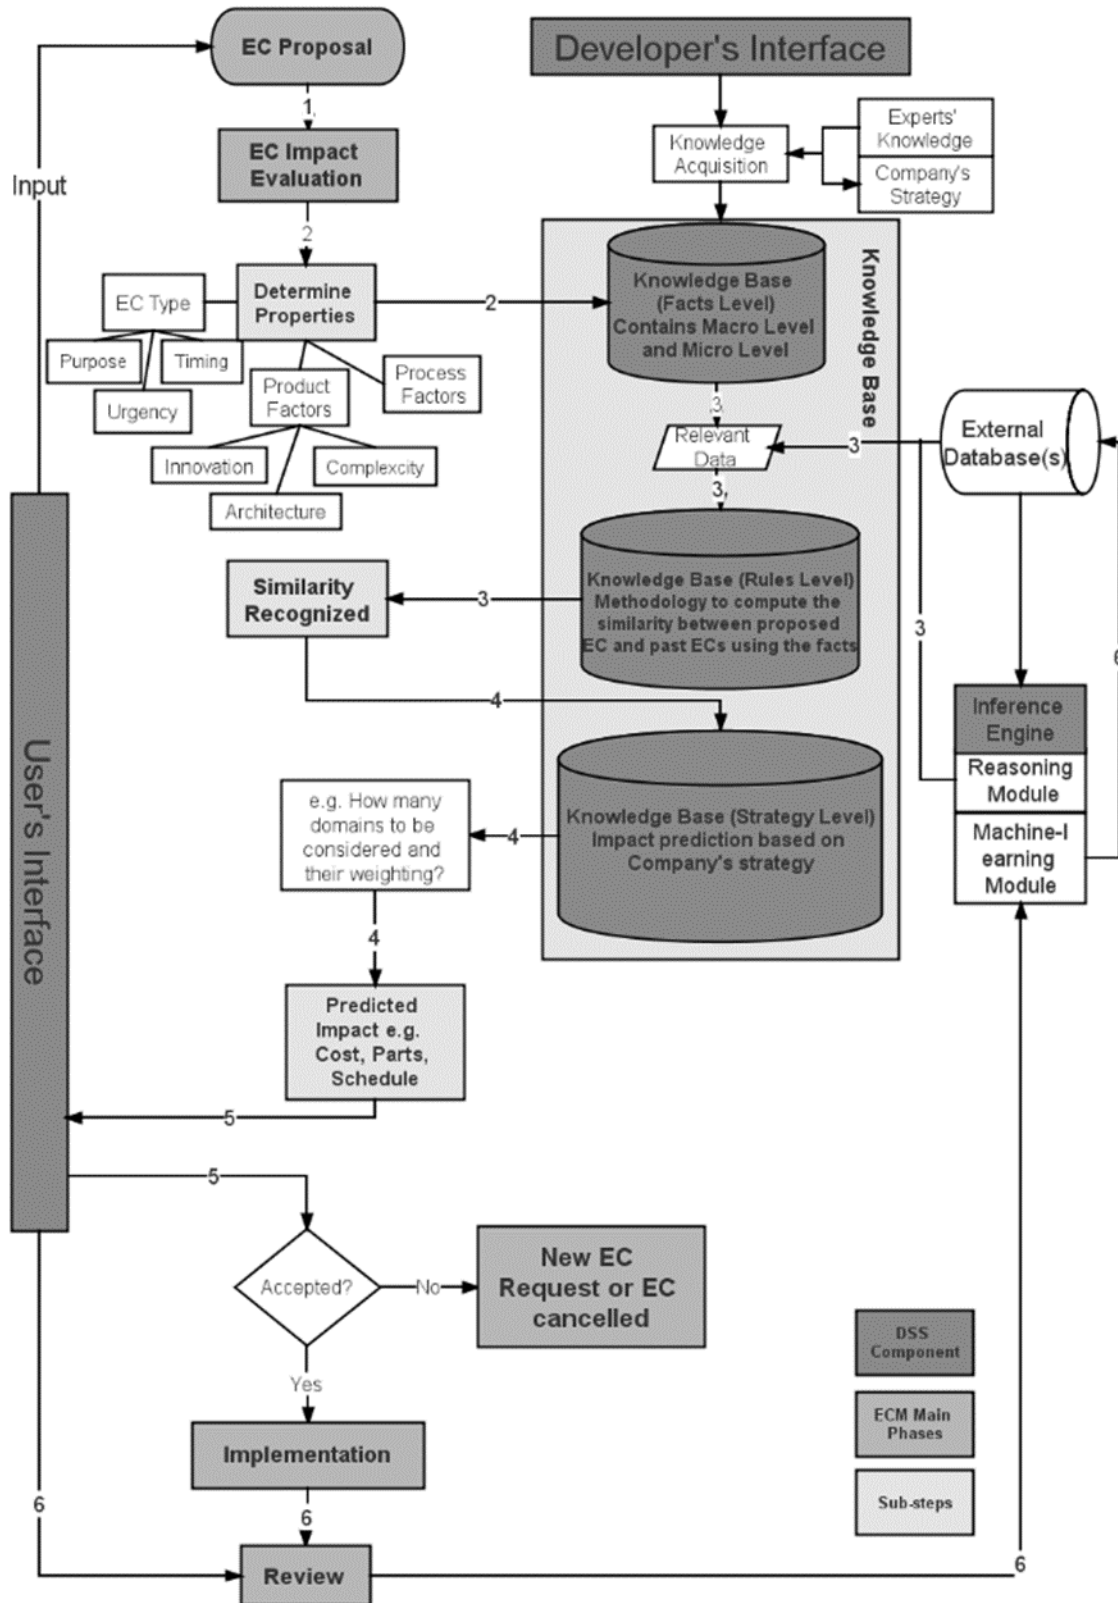 EC Proposal
Developer's Interface
1,
Experts'
Knowledge
Knowledge
Acquisition
EC Impact
Evaluation
Company's
Strategy
Input
2
Determine
Properties
EC Type
2
Purpose
Timing
Urgency
Product
Factors
Process
Factors
Innovation
Complexcity
Architecture
Knowledge Base
(Facts Level)
Contains Macro Level
and Micro Level
Knowledge Base
3,
Relevant
Data
3
External
Database(s)
3,
Knowledge Base (Rules Level)
Methodology to compute the
similarity between proposed
EC and past ECs using the facts
3
Similarity
Recognized
3
6
4
Inference
Engine
Reasoning
Module
Machine-l
earning
Module
Knowledge Base (Strategy Level)
Impact prediction based on
Company's strategy
4
e.g. How many
domains to be
considered and
their weighting?
4
User's Interface
Predicted
Impact e.g.
Cost, Parts,
Schedule
5
5
Accepted?
No
New EC
Request or EC
cancelled
Yes
Implementation
6
6
Review
6
DSS
Component
ECM Main
Phases
Sub-steps